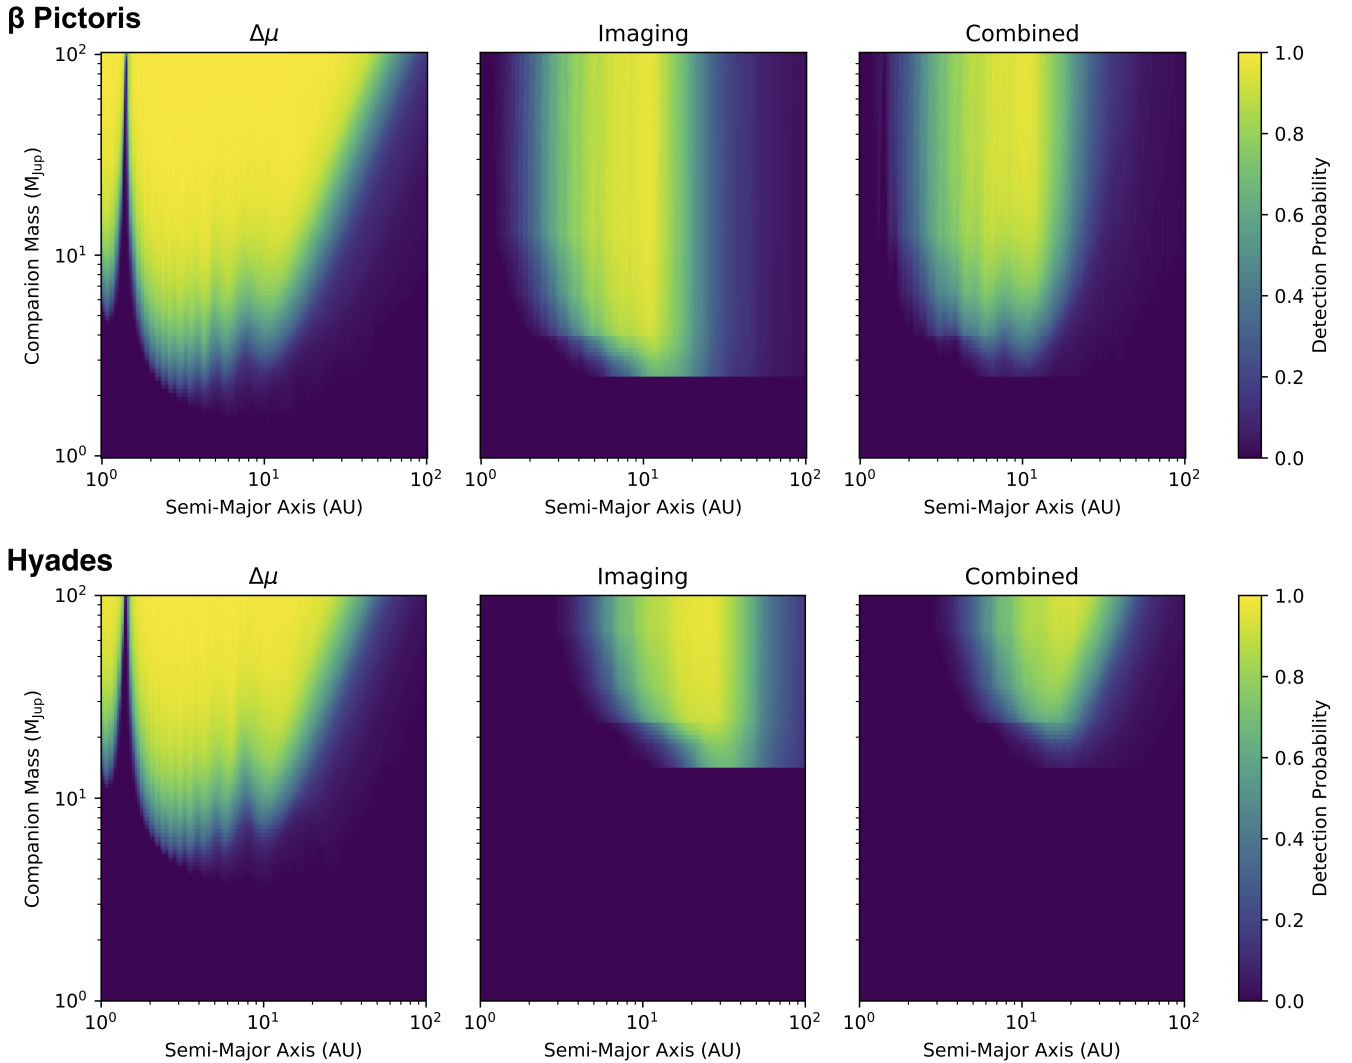 β Pictoris
Δμ
Imaging
Combined
10² 10¹ 10⁰
Companion Mass (M_Jup)
10⁰ 10¹ 10²
10⁰ 10¹ 10²
10⁰ 10¹ 10²
Semi-Major Axis (AU)
Semi-Major Axis (AU)
Semi-Major Axis (AU)
1.0 0.8 0.6 0.4 0.2 0.0
Detection Probability
Hyades
Δμ
Imaging
Combined
10² 10¹ 10⁰
Companion Mass (M_Jup)
10⁰ 10¹ 10²
10⁰ 10¹ 10²
10⁰ 10¹ 10²
Semi-Major Axis (AU)
Semi-Major Axis (AU)
Semi-Major Axis (AU)
1.0 0.8 0.6 0.4 0.2 0.0
Detection Probability